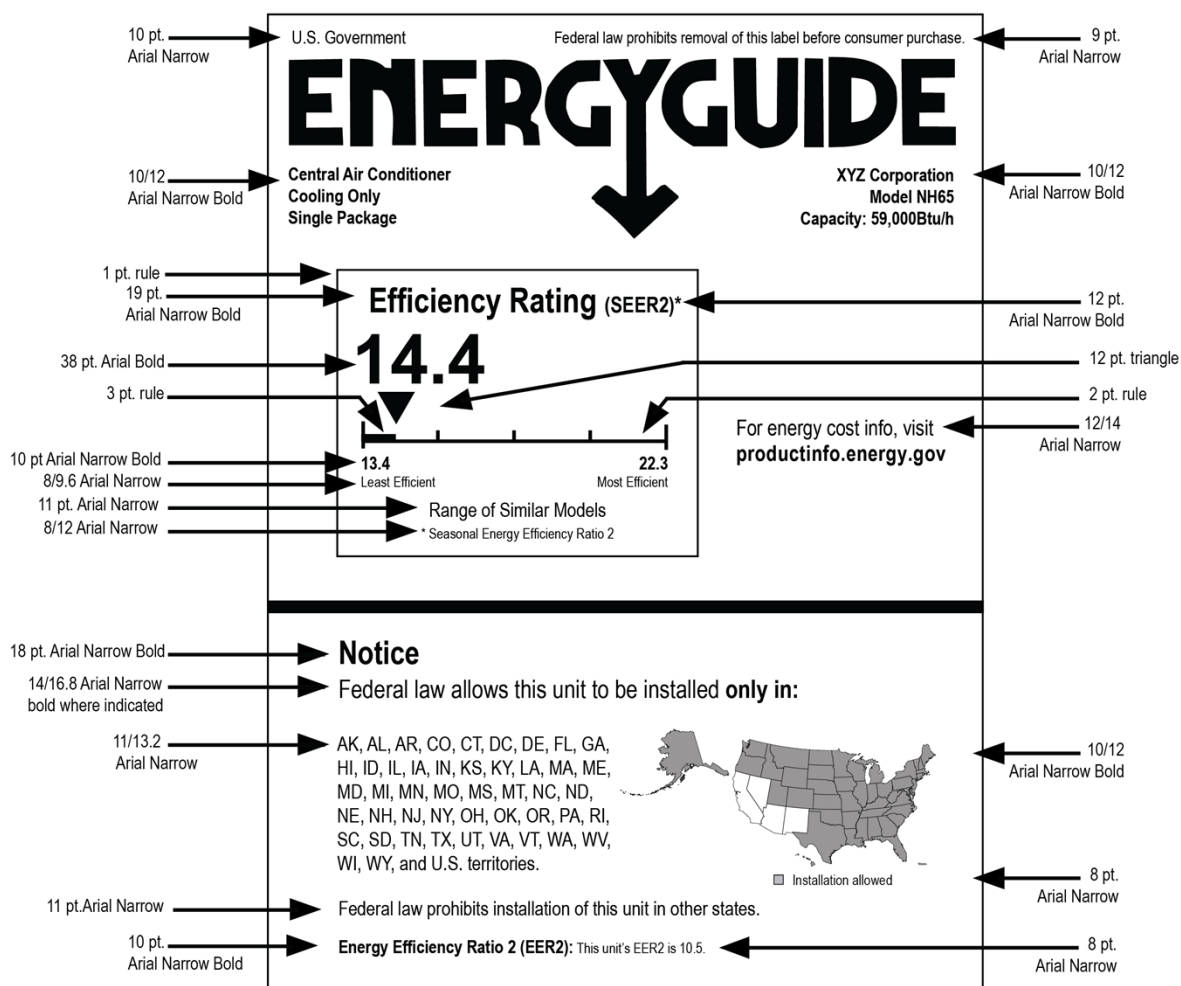 10 pt.
Arial Narrow
U.S. Government
Federal law prohibits removal of this label before consumer purchase.
9 pt.
Arial Narrow
ENERGYGUIDE
10/12
Arial Narrow Bold
Central Air Conditioner
Cooling Only
Single Package
XYZ Corporation
Model NH65
Capacity: 59,000Btu/h
10/12
Arial Narrow Bold
1 pt. rule
19 pt.
Arial Narrow Bold
Efficiency Rating (SEER2)*
12 pt.
Arial Narrow Bold
38 pt. Arial Bold
14.4
12 pt. triangle
3 pt. rule
2 pt. rule
For energy cost info, visit
productinfo.energy.gov
12/14
Arial Narrow
10 pt Arial Narrow Bold
13.4
22.3
8/9.6 Arial Narrow
Least Efficient
Most Efficient
11 pt. Arial Narrow
Range of Similar Models
8/12 Arial Narrow
* Seasonal Energy Efficiency Ratio 2
18 pt. Arial Narrow Bold
Notice
14/16.8 Arial Narrow
bold where indicated
Federal law allows this unit to be installed only in:
11/13.2
Arial Narrow
AK, AL, AR, CO, CT, DC, DE, FL, GA,
HI, ID, IL, IA, IN, KS, KY, LA, MA, ME,
MD, MI, MN, MO, MS, MT, NC, ND,
NE, NH, NJ, NY, OH, OK, OR, PA, RI,
SC, SD, TN, TX, UT, VA, VT, WA, WV,
WI, WY, and U.S. territories.
10/12
Arial Narrow Bold
Installation allowed
8 pt.
Arial Narrow
11 pt.Arial Narrow
Federal law prohibits installation of this unit in other states.
10 pt.
Arial Narrow Bold
Energy Efficiency Ratio 2 (EER2): This unit's EER2 is 10.5.
8 pt.
Arial Narrow